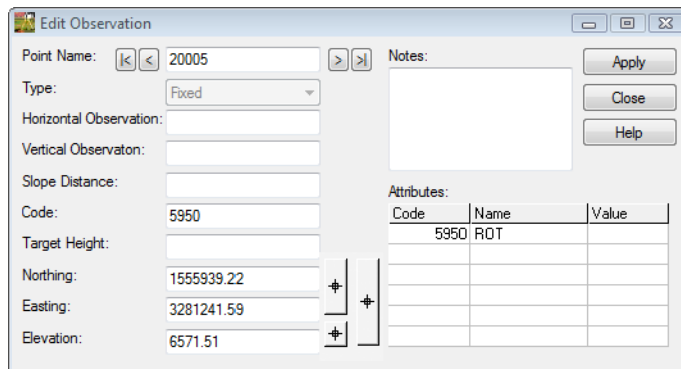 Edit Observation
Point Name: |< < 20005 > >|
Type: Fixed
Horizontal Observation:
Vertical Observaton:
Slope Distance:
Code: 5950
Target Height:
Northing: 1555939.22
Easting: 3281241.59
Elevation: 6571.51
Notes:
Apply
Close
Help
Attributes:
Code Name Value
5950 ROT